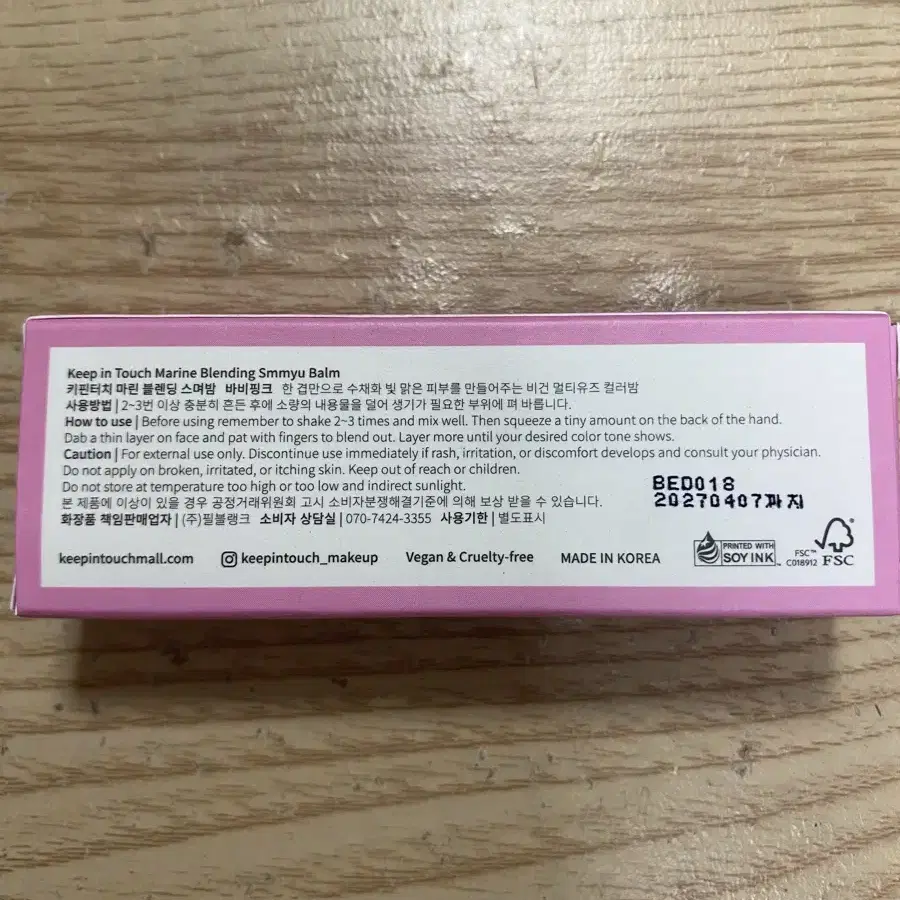 Keep in Touch Marine Blending Smmyu Balm
키핀터치 마린 블렌딩 스며밤 바비핑크 한 겹만으로 수채화 빛 맑은 피부를 만들어주는 비건 멀티유즈 컬러밤
사용방법 | 2~3번 이상 충분히 흔든 후에 소량의 내용물을 덜어 생기가 필요한 부위에 펴 바릅니다.
How to use | Before using remember to shake 2~3 times and mix well. Then squeeze a tiny amount on the back of the hand.
Dab a thin layer on face and pat with fingers to blend out. Layer more until your desired color tone shows.
Caution | For external use only. Discontinue use immediately if rash, irritation, or discomfort develops and consult your physician.
Do not apply on broken, irritated, or itching skin. Keep out of reach or children.
Do not store at temperature too high or too low and indirect sunlight.
본 제품에 이상이 있을 경우 공정거래위원회 고시 소비자분쟁해결기준에 의해 보상 받을 수 있습니다.
화장품 책임판매업자 | (주)필블랭크 소비자 상담실 | 070-7424-3355 사용기한 | 별도표시
BED018
20270407까지
keepintouchmall.com keepintouch_makeup Vegan & Cruelty-free MADE IN KOREA
PRINTED WITH
SOY INK™
FSC™
C018912
FSC